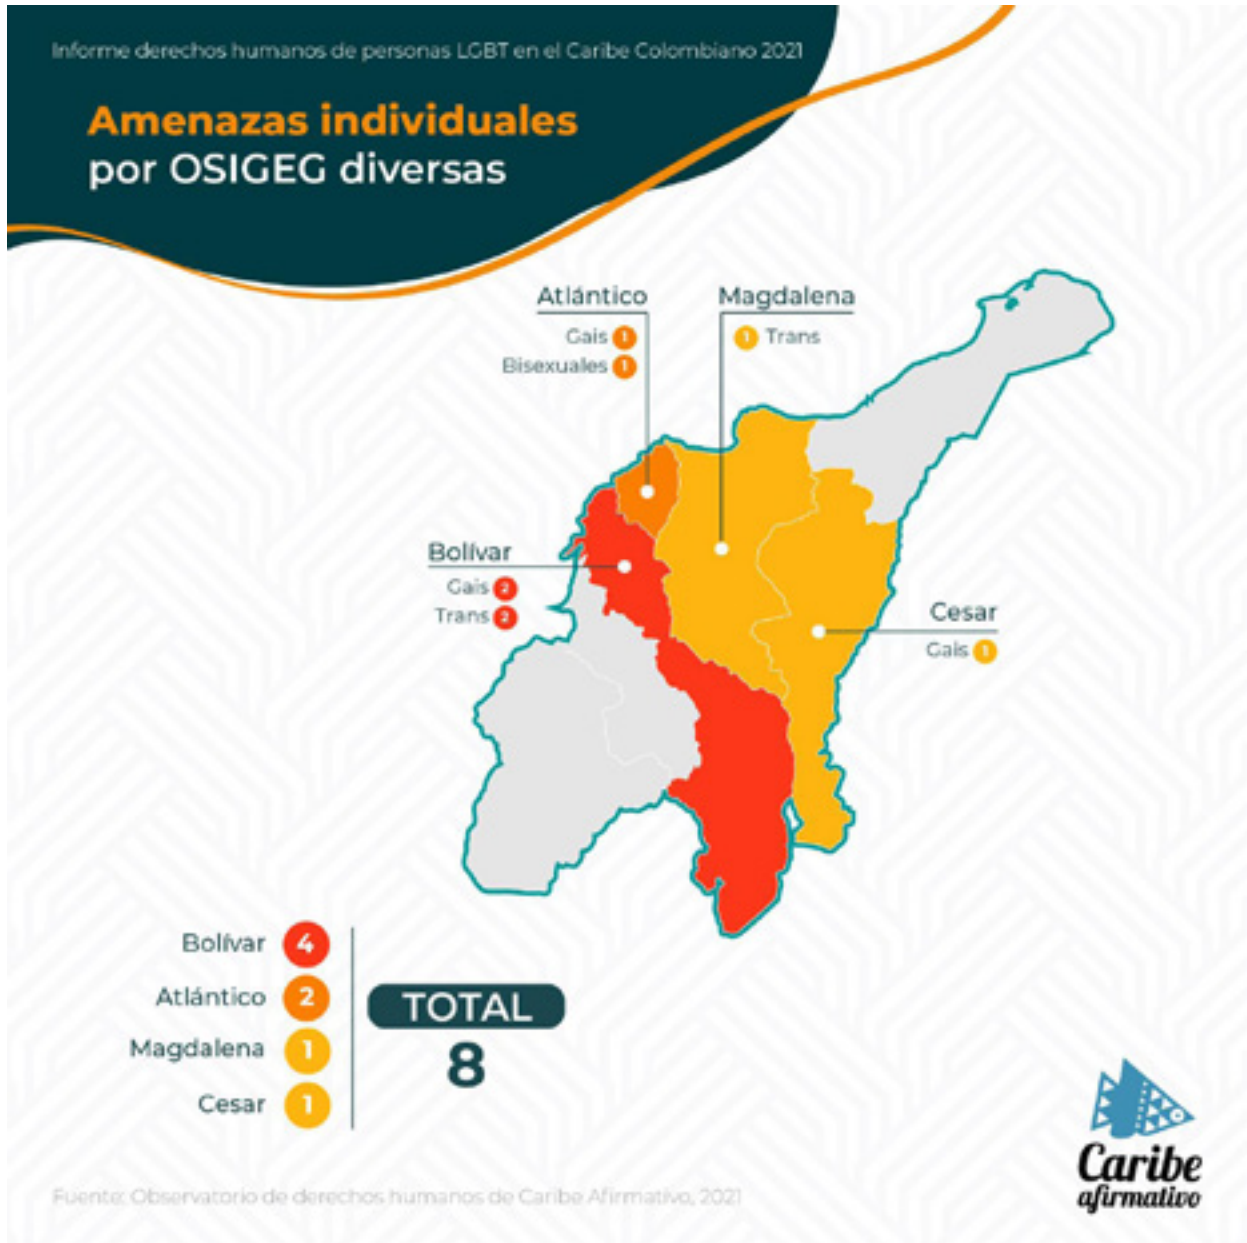 Informe derechos humanos de personas LGBT en el Caribe Colombiano 2021
Amenazas individuales
por OSIGEG diversas
Atlántico
Gais 1
Bisexuales 1
Magdalena
1 Trans
Bolívar
Gais 2
Trans 2
Cesar
Gais 1
Bolívar 4
Atlántico 2
Magdalena 1
Cesar 1
TOTAL
8
Fuente: Observatorio de derechos humanos de Caribe Afirmativo, 2021
Caribe
afirmativo